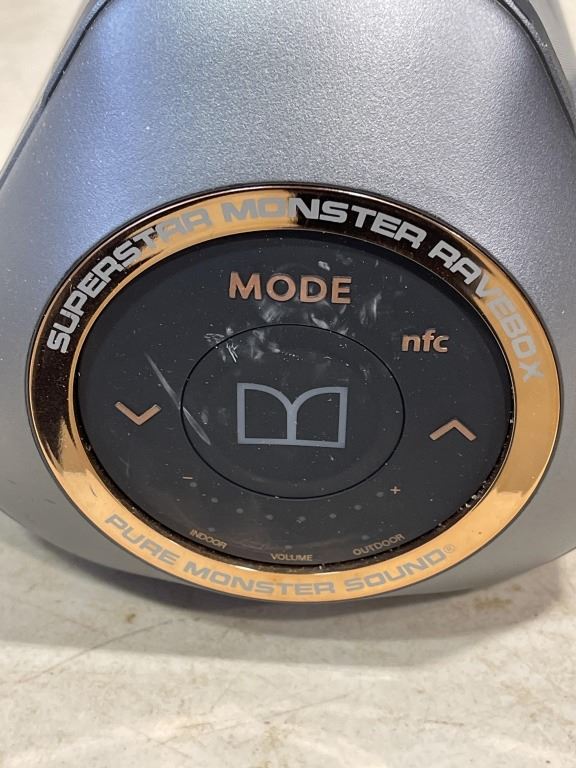 SUPERSTAR MONSTER RAVEBOX
MODE
nfc
- +
INDOOR VOLUME OUTDOOR
PURE MONSTER SOUND®